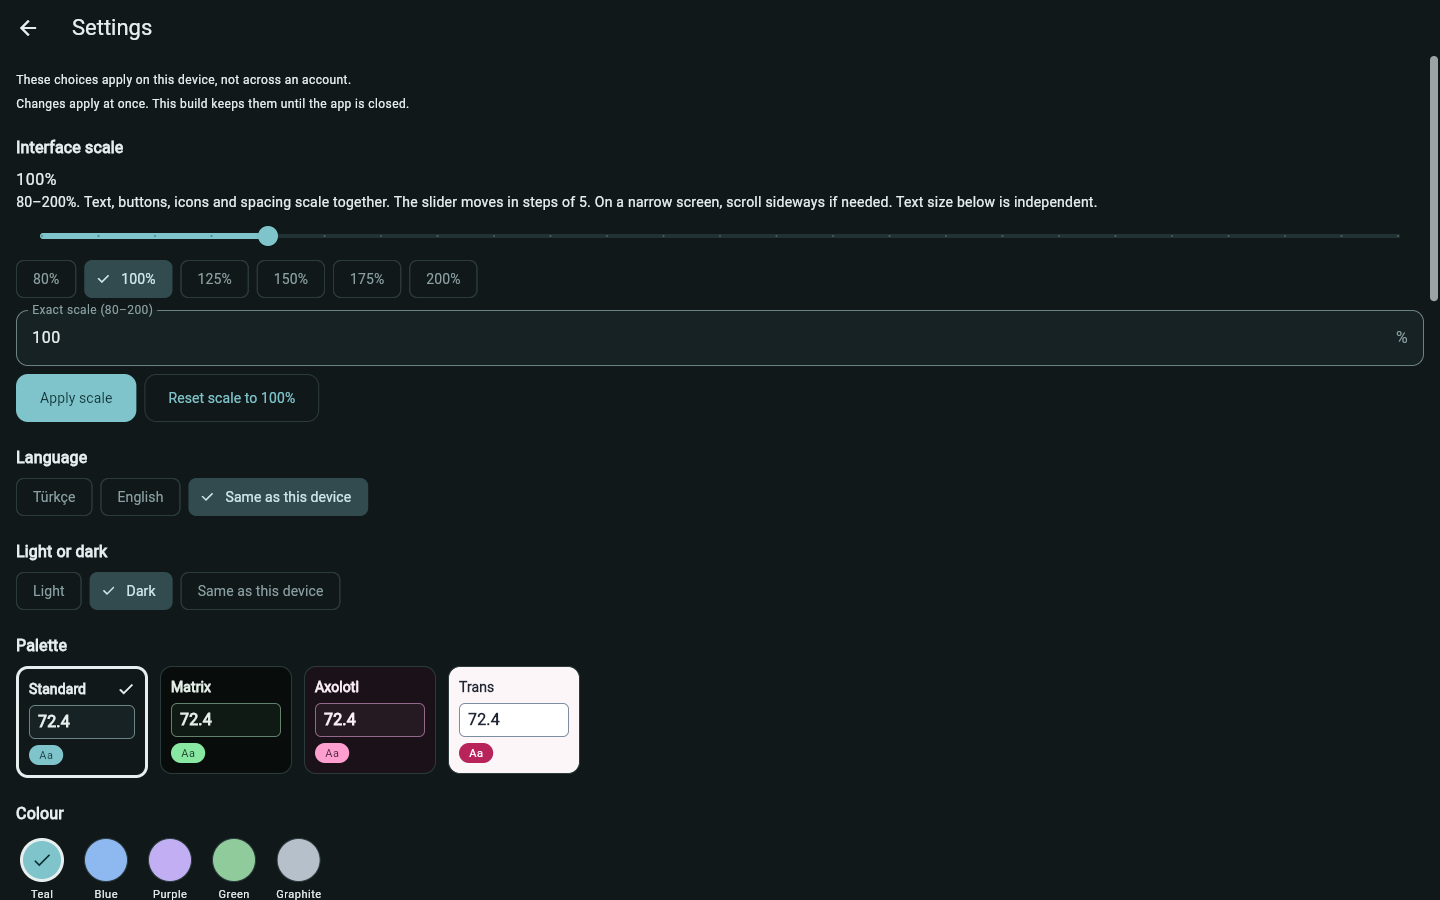 Settings
These choices apply on this device, not across an account.
Changes apply at once. This build keeps them until the app is closed.
Interface scale
100%
80–200%. Text, buttons, icons and spacing scale together. The slider moves in steps of 5. On a narrow screen, scroll sideways if needed. Text size below is independent.
80% 100% 125% 150% 175% 200%
Exact scale (80–200)
100 %
Apply scale Reset scale to 100%
Language
Türkçe English Same as this device
Light or dark
Light Dark Same as this device
Palette
Standard Matrix Axolotl Trans
72.4 72.4 72.4 72.4
Aa Aa Aa Aa
Colour
Teal Blue Purple Green Graphite